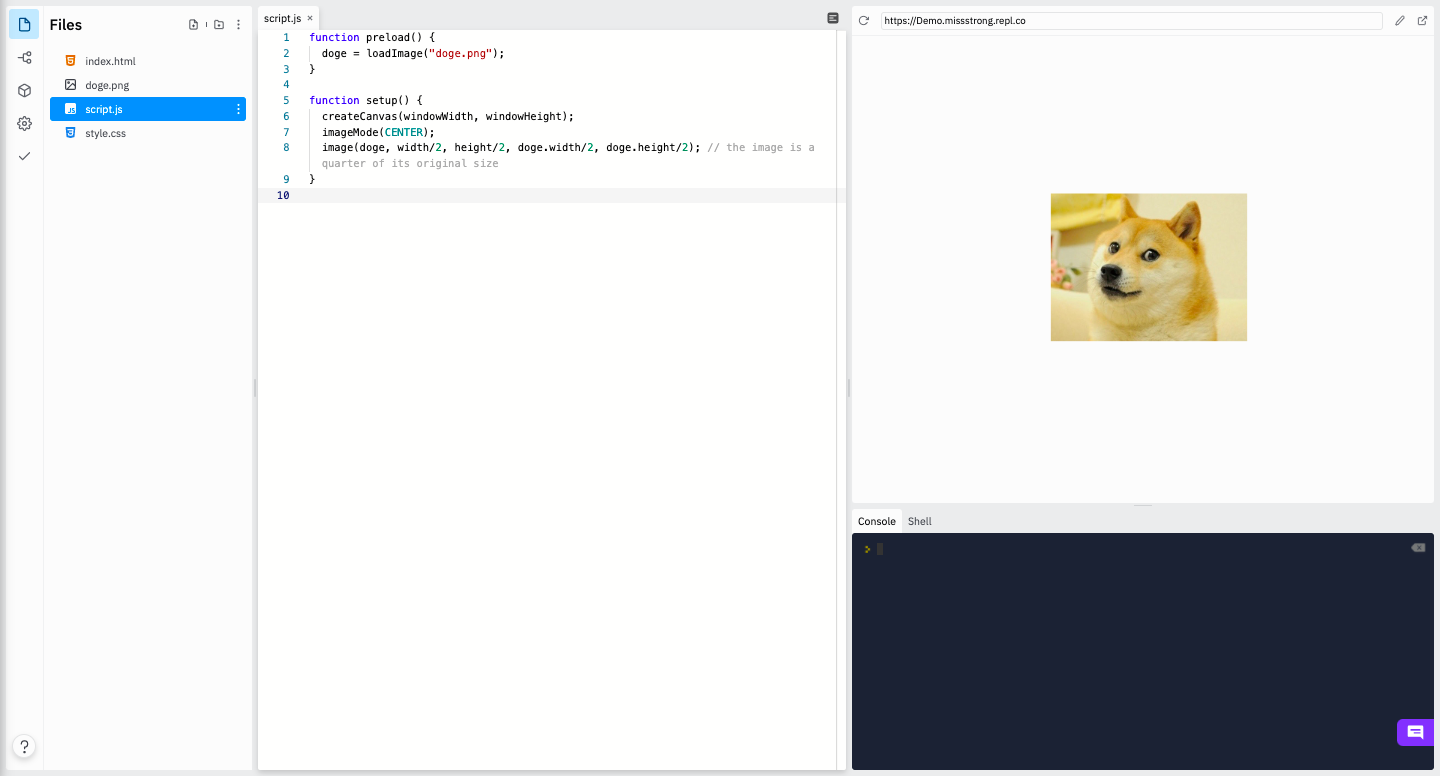 Files
index.html
doge.png
script.js
style.css
?
script.js ×
1 function preload() {
2 doge = loadImage("doge.png");
3 }
4
5 function setup() {
6 createCanvas(windowWidth, windowHeight);
7 imageMode(CENTER);
8 image(doge, width/2, height/2, doge.width/2, doge.height/2); // the image is a
quarter of its original size
9 }
10
https://Demo.missstrong.repl.co
Console Shell